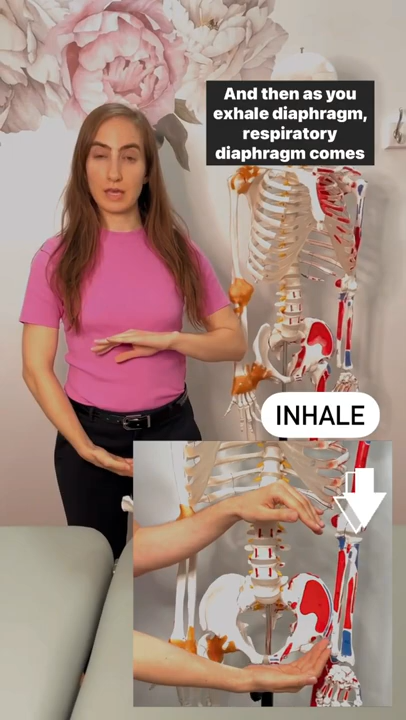 And then as you
exhale diaphragm,
respiratory
diaphragm comes
INHALE